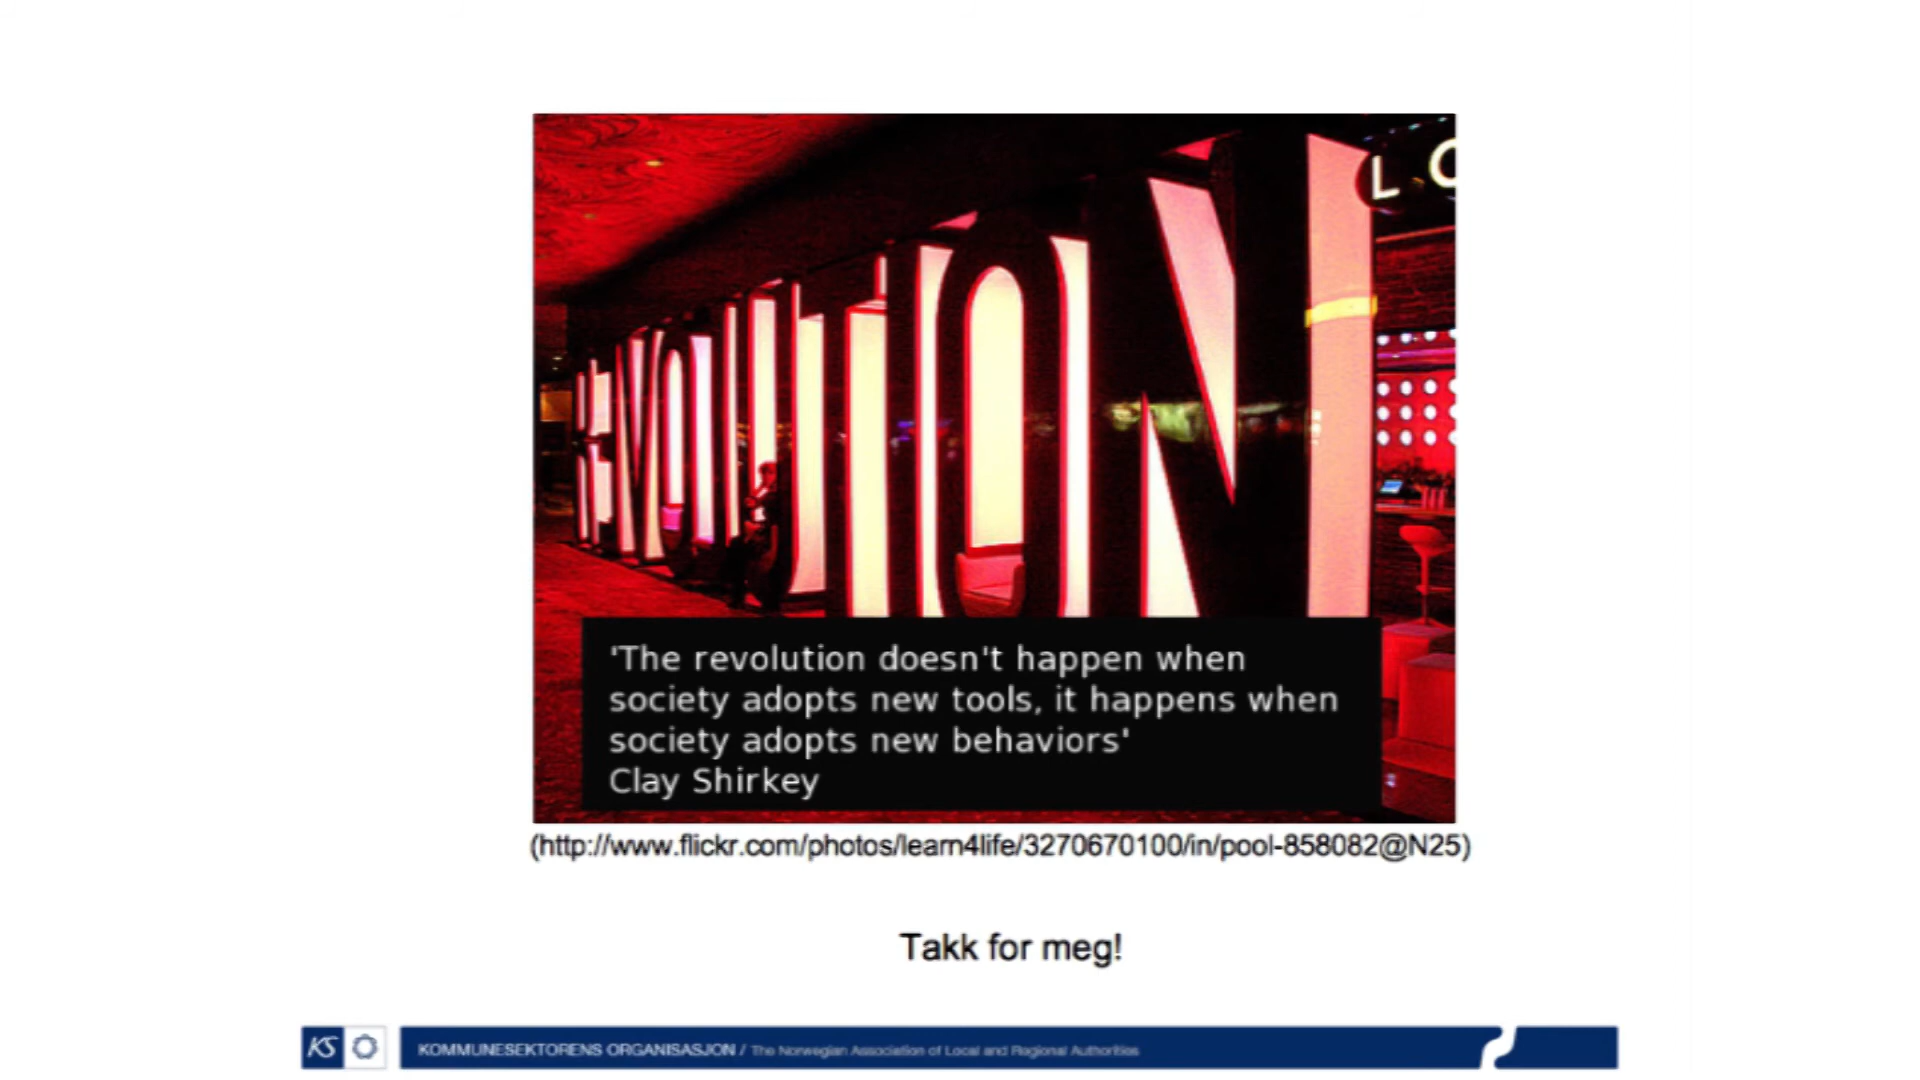 REVOLUTION
LO
'The revolution doesn't happen when
society adopts new tools, it happens when
society adopts new behaviors'
Clay Shirkey
(http://www.flickr.com/photos/learn4life/3270670100/in/pool-858082@N25)
Takk for meg!
KS KOMMUNESEKTORENS ORGANISASJON / The Norwegian Association of Local and Regional Authorities